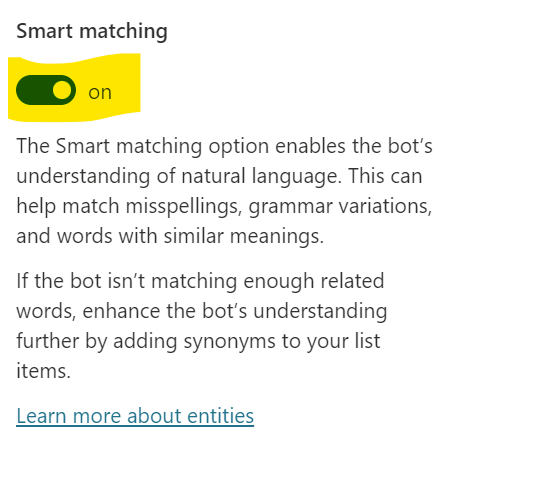 Smart matching
on
The Smart matching option enables the bot’s
understanding of natural language. This can
help match misspellings, grammar variations,
and words with similar meanings.
If the bot isn’t matching enough related
words, enhance the bot’s understanding
further by adding synonyms to your list
items.
Learn more about entities